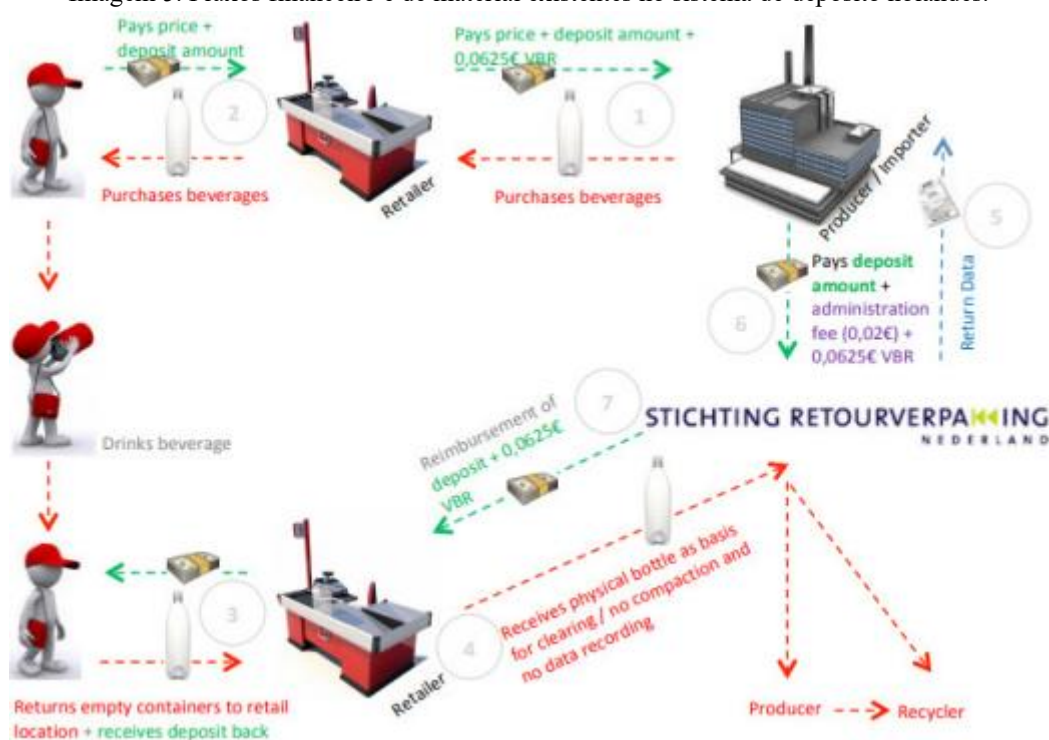 Pays price +
deposit amount
2
Pays price + deposit amount +
0,0625€ VBR
1
Purchases beverages
Retailer
Purchases beverages
Producer / Importer
5
Pays deposit
amount +
administration
fee (0,02€) +
0,0625€ VBR
6
Return Data
Drinks beverage
7
Reimbursement of
deposit + 0,0625€
VBR
STICHTING RETOURVERPAKKING
NEDERLAND
3
4
Receives physical bottle as basis
for clearing / no compaction and
no data recording
Retailer
Returns empty containers to retail
location + receives deposit back
Producer
Recycler